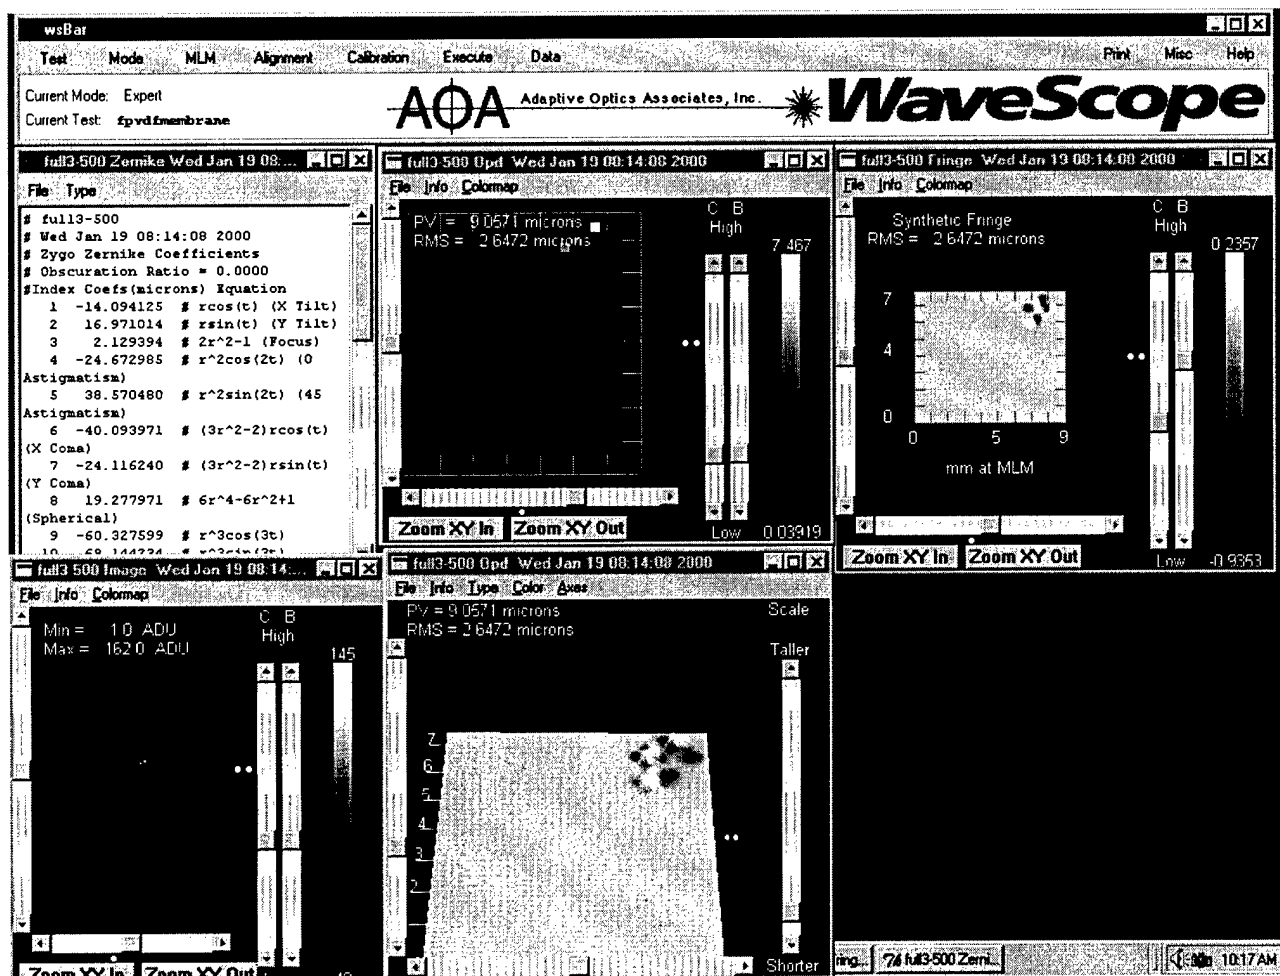 wsBar
Test Mode MLM Alignment Calibration Execute Data Print Misc Help
Current Mode: Expert
Current Test: fpvdfmembrane
AOA Adaptive Optics Associates, Inc. WaveScope
full3-500 Zernike Wed Jan 19 08:...
File Type
# full3-500
# Wed Jan 19 08:14:08 2000
# Zygo Zernike Coefficients
# Obscuration Ratio = 0.0000
#Index Coefs(microns) Equation
1 -14.094125 # rcos(t) (X Tilt)
2 16.971014 # rsin(t) (Y Tilt)
3 2.129394 # 2r^2-1 (Focus)
4 -24.672985 # r^2cos(2t) (0
Astigmatism)
5 38.570480 # r^2sin(2t) (45
Astigmatism)
6 -40.093971 # (3r^2-2)rcos(t)
(X Coma)
7 -24.116240 # (3r^2-2)rsin(t)
(Y Coma)
8 19.277971 # 6r^4-6r^2+1
(Spherical)
9 -60.327599 # r^3cos(3t)
full3-500 Opd Wed Jan 19 08:14:08 2000
File Info Colormap
PV = 9.0571 microns
RMS = 2.6472 microns
C B
High
7.467
Zoom XY In Zoom XY Out
Low 0.03919
full3-500 Fringe Wed Jan 19 08:14:08 2000
File Info Colormap
Synthetic Fringe
RMS = 2.6472 microns
C B
High
0.2357
7
4
0
0 5 9
mm at MLM
Zoom XY In Zoom XY Out
Low -0.9353
full3-500 Image Wed Jan 19 08:14:...
File Info Colormap
Min = 1.0 ADU
Max = 162.0 ADU
C B
High
145
Zoom XY In Zoom XY Out
full3-500 Opd Wed Jan 19 08:14:08 2000
File Info Type Color Axes
PV = 9.0571 microns
RMS = 2.6472 microns
Scale
Taller
7
6
5
4
3
2
Shorter
ring... full3-500 Zerni... 10:17 AM